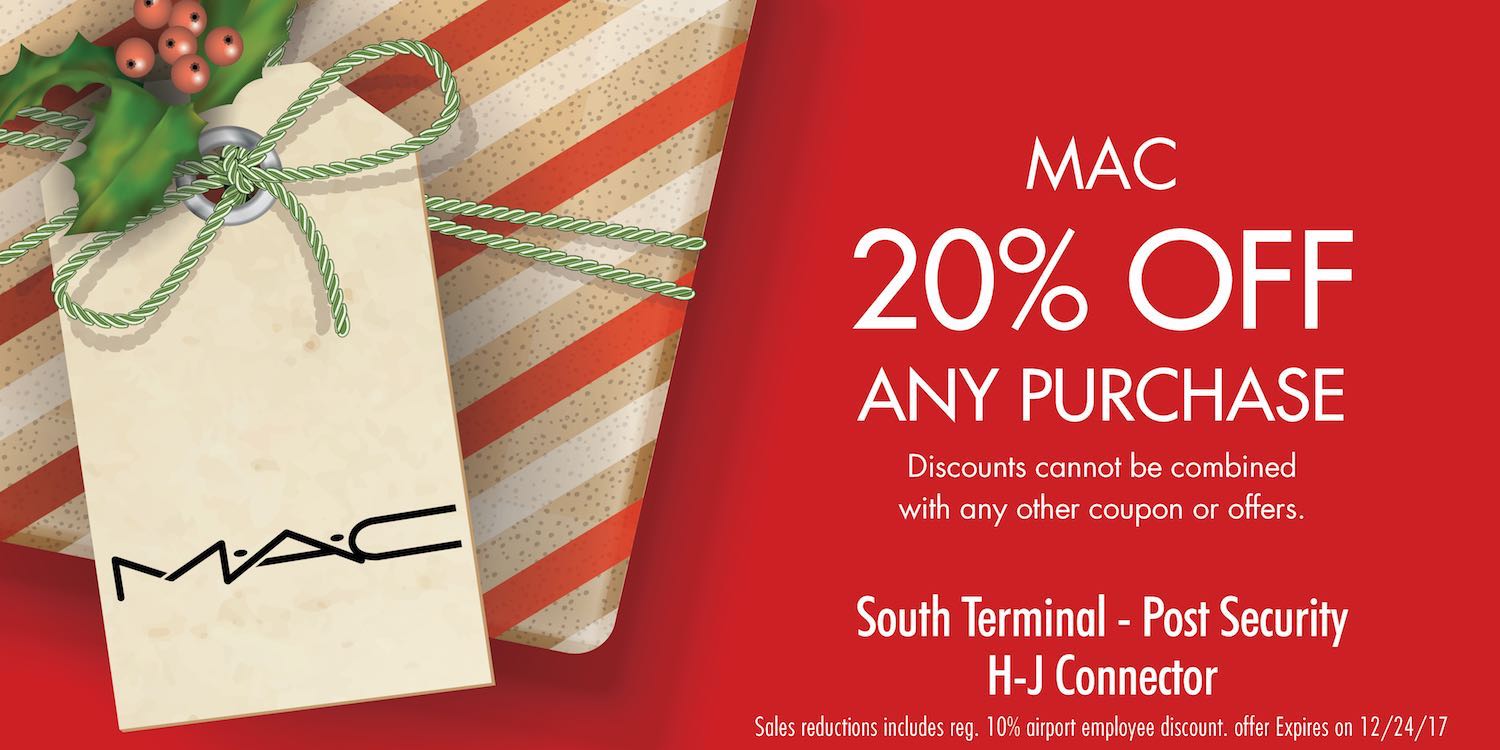 M·A·C
MAC
20% OFF
ANY PURCHASE
Discounts cannot be combined
with any other coupon or offers.
South Terminal - Post Security
H-J Connector
Sales reductions includes reg. 10% airport employee discount. offer Expires on 12/24/17